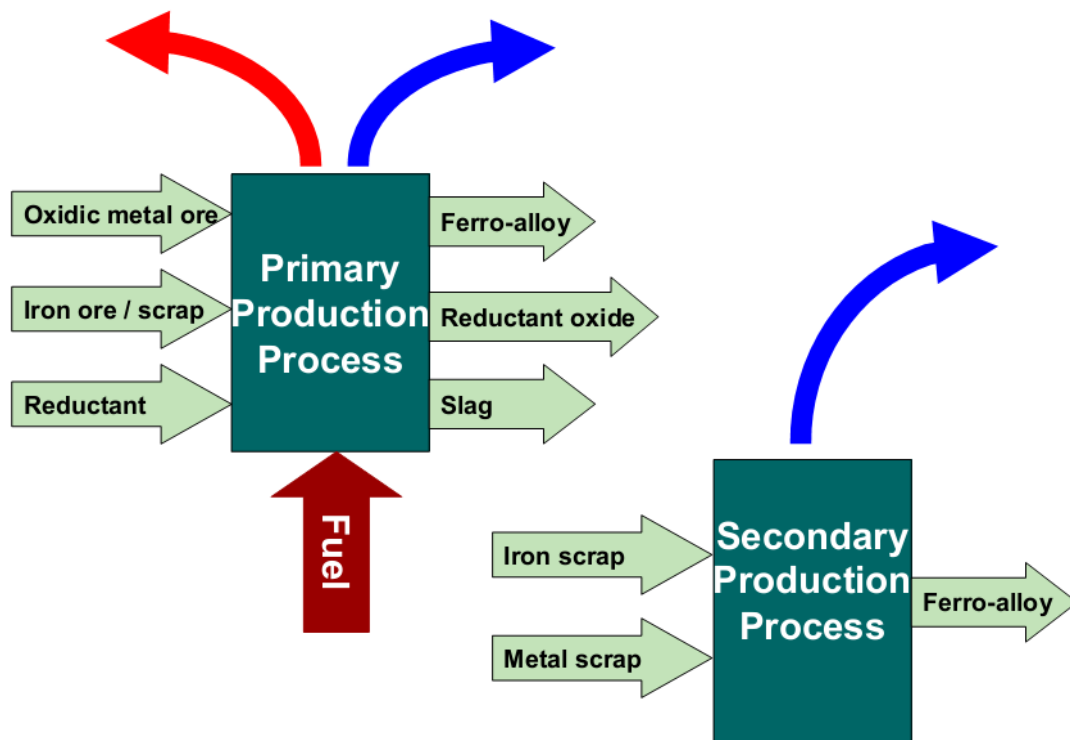 Oxidic metal ore
Iron ore / scrap
Reductant
Primary
Production
Process
Ferro-alloy
Reductant oxide
Slag
Fuel
Iron scrap
Metal scrap
Secondary
Production
Process
Ferro-alloy